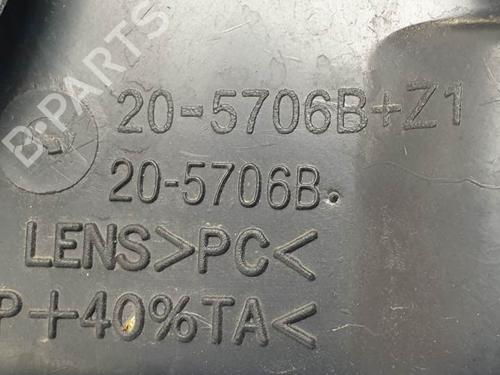 20-5706B+Z1
20-5706B
LENS>PC<
P+40%TA<
B-PARTS